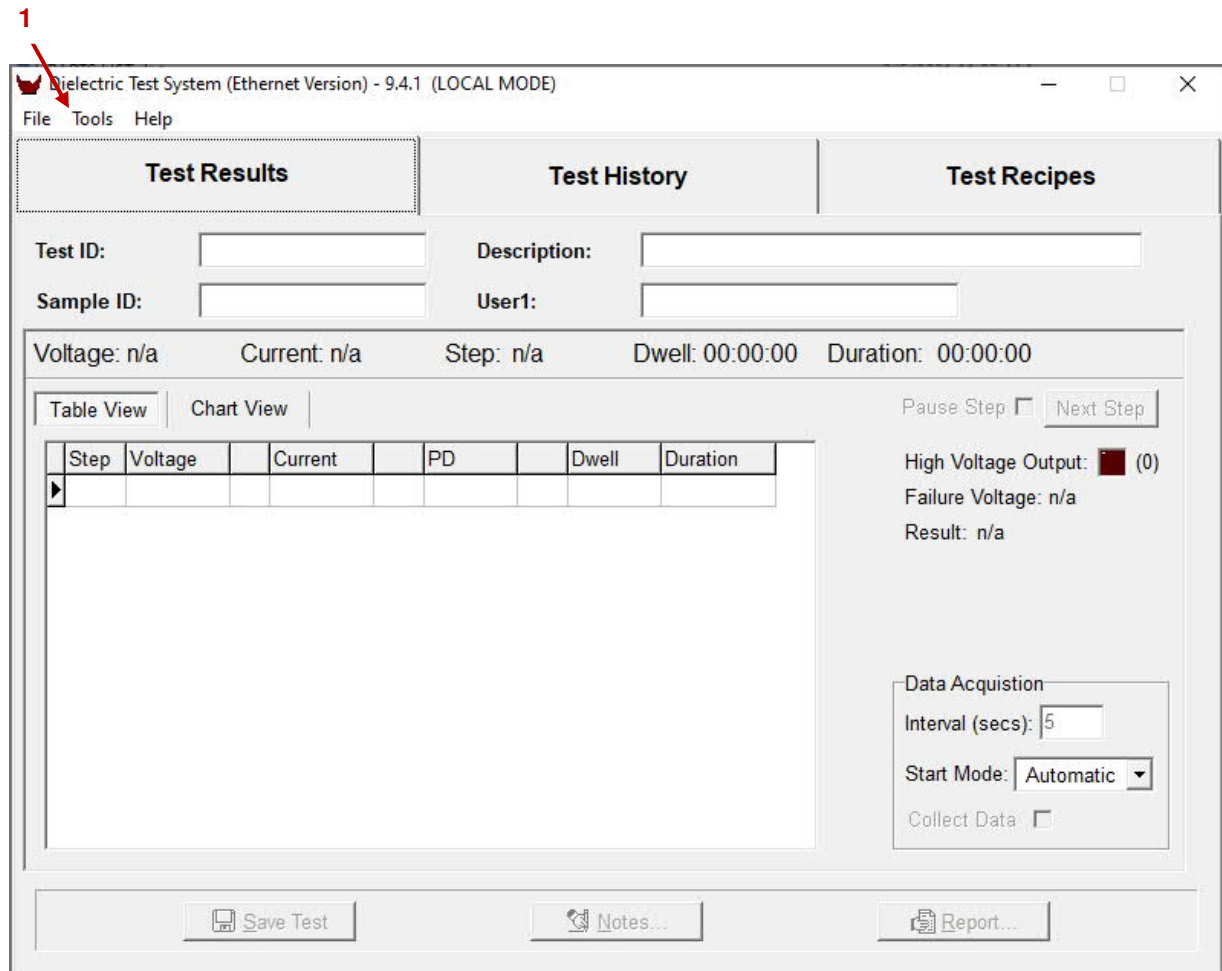 1
Dielectric Test System (Ethernet Version) - 9.4.1 (LOCAL MODE)
File Tools Help
Test Results Test History Test Recipes
Test ID: Description:
Sample ID: User1:
Voltage: n/a Current: n/a Step: n/a Dwell: 00:00:00 Duration: 00:00:00
Table View Chart View Pause Step Next Step
Step Voltage Current PD Dwell Duration
High Voltage Output: (0)
Failure Voltage: n/a
Result: n/a
Data Acquistion
Interval (secs): 5
Start Mode: Automatic
Collect Data
Save Test Notes... Report...